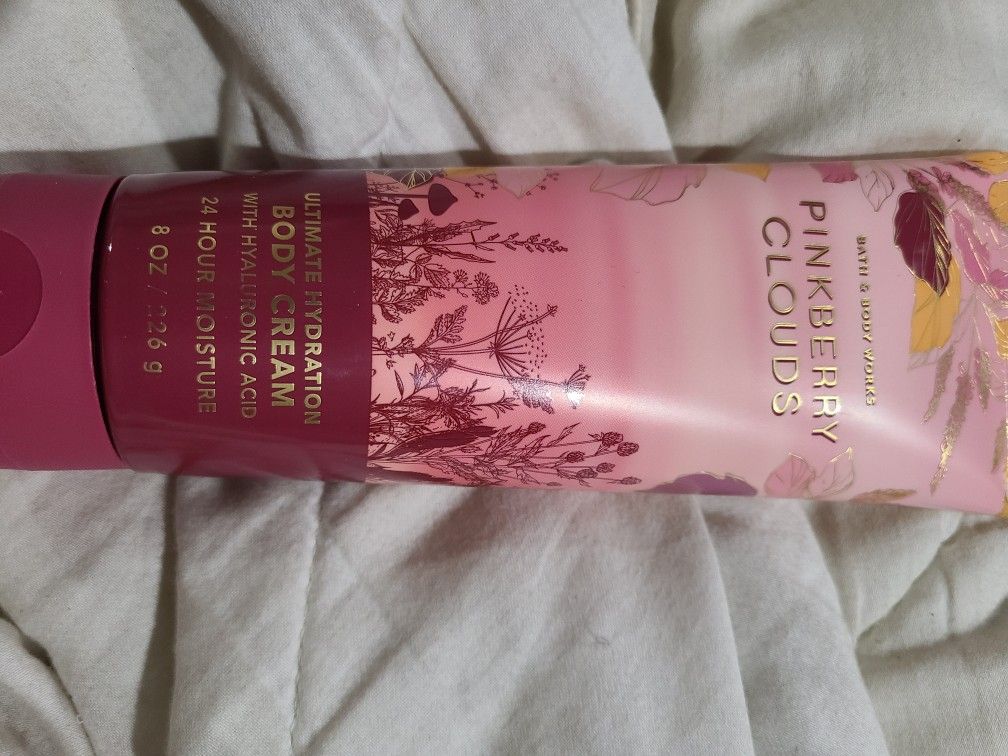 BATH & BODY WORKS
PINKBERRY
CLOUDS
ULTIMATE HYDRATION
BODY CREAM
WITH HYALURONIC ACID
24 HOUR MOISTURE
8 OZ / 226 g